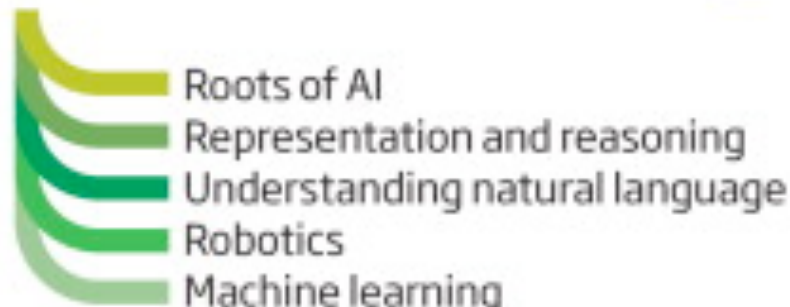 Roots of AI
Representation and reasoning
Understanding natural language
Robotics
Machine learning